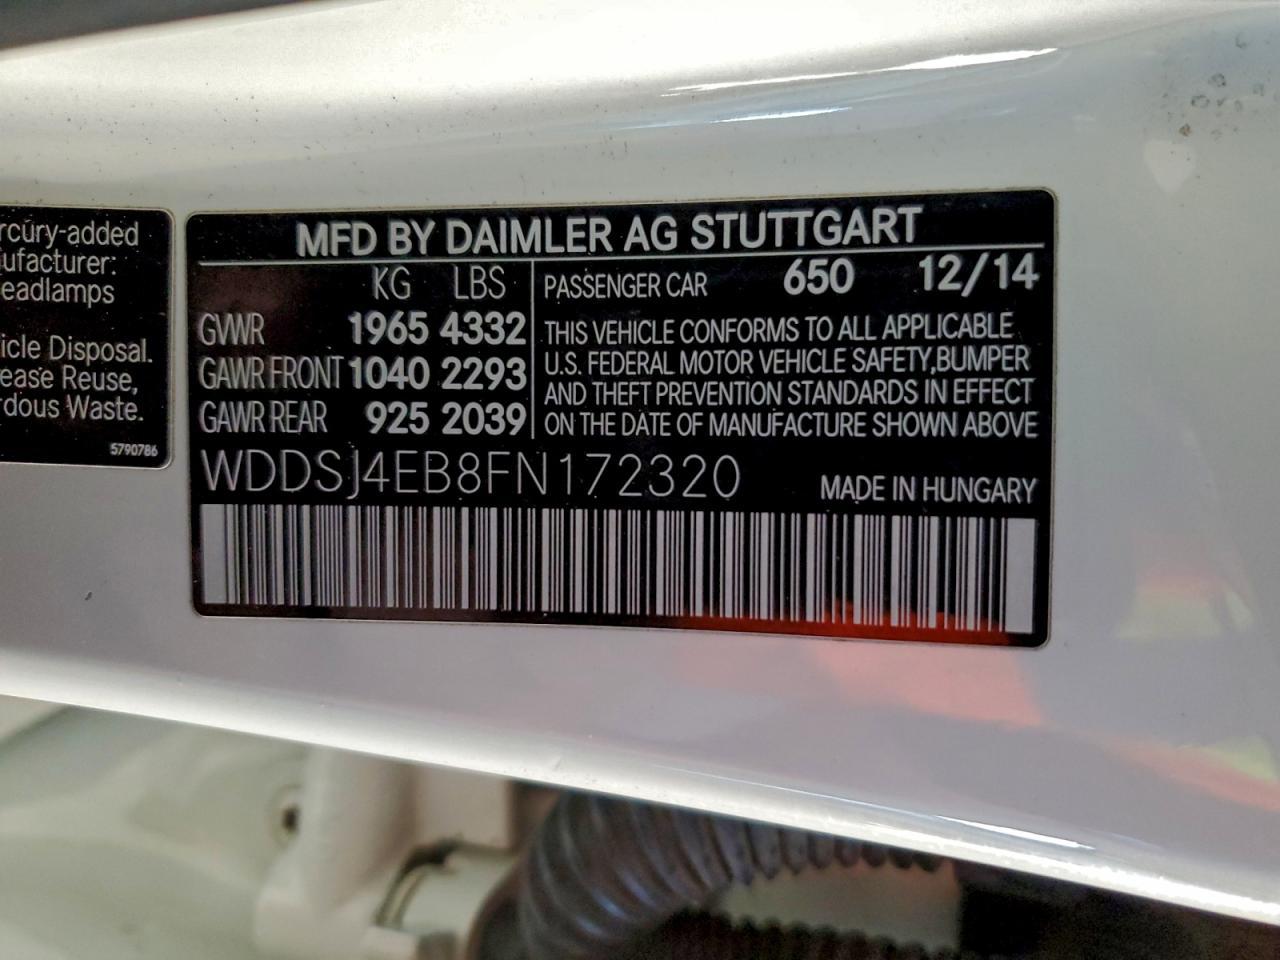 rcury-added
ufacturer:
eadlamps
icle Disposal.
ease Reuse,
rdous Waste.
5790786
MFD BY DAIMLER AG STUTTGART
KG LBS
GVWR 1965 4332
GAWR FRONT 1040 2293
GAWR REAR 925 2039
PASSENGER CAR 650 12/14
THIS VEHICLE CONFORMS TO ALL APPLICABLE
U.S. FEDERAL MOTOR VEHICLE SAFETY,BUMPER
AND THEFT PREVENTION STANDARDS IN EFFECT
ON THE DATE OF MANUFACTURE SHOWN ABOVE
WDDSJ4EB8FN172320
MADE IN HUNGARY